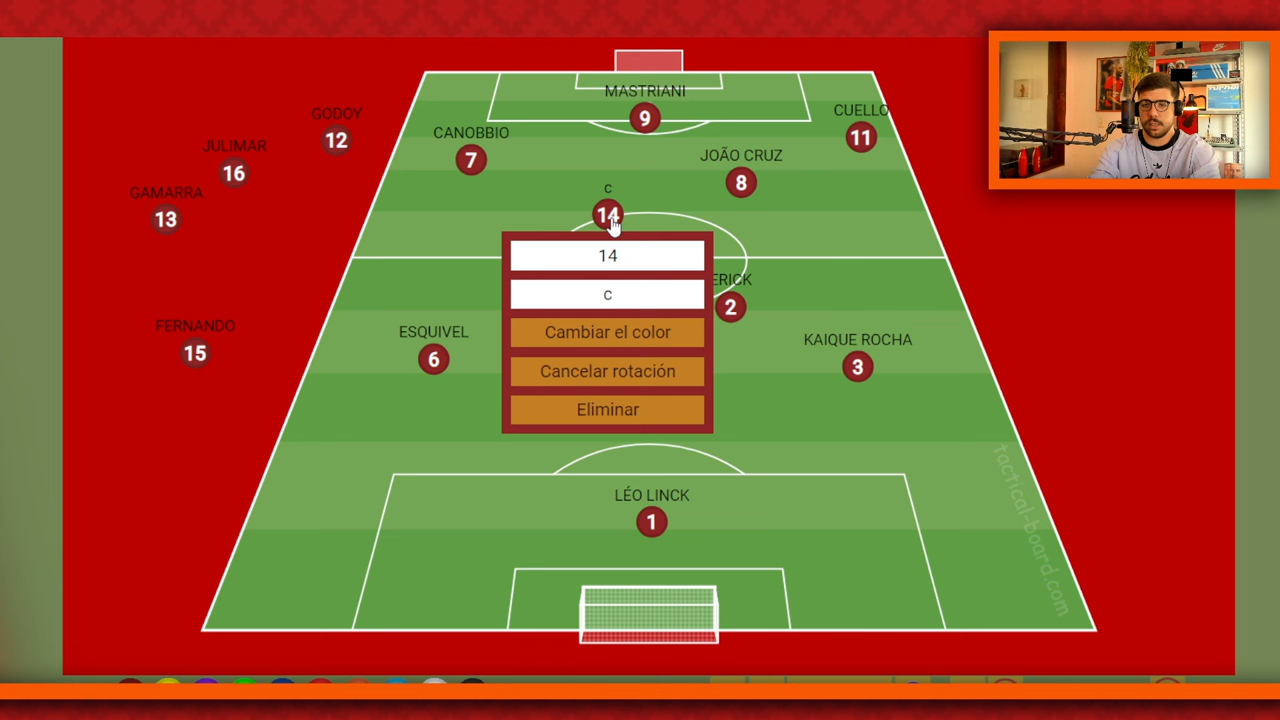 MASTRIANI
9
CUELLO
11
GODOY
12
CANOBBIO
7
JULIMAR
16
JOÃO CRUZ
8
GAMARRA
13
c
14
14
c
Cambiar el color
Cancelar rotación
Eliminar
ERICK
2
FERNANDO
15
ESQUIVEL
6
KAIQUE ROCHA
3
LÉO LINCK
1
tactical-board.com